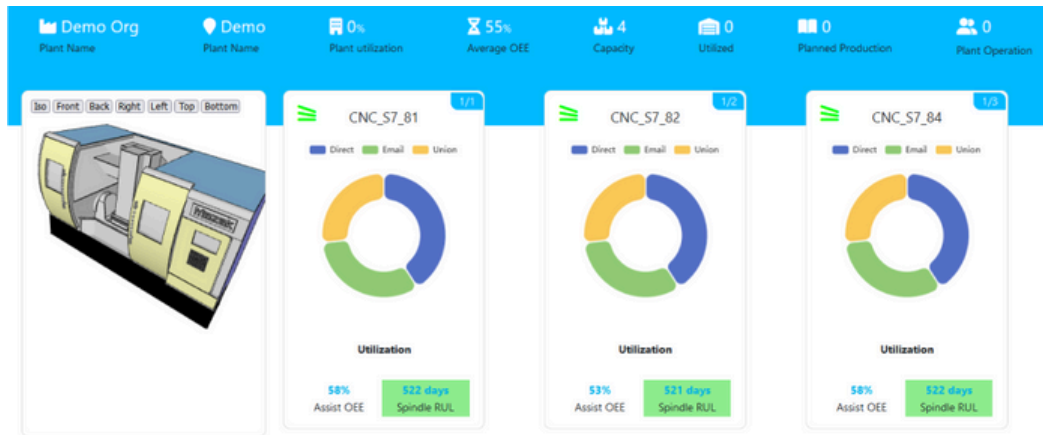 Demo Org
Plant Name
Demo
Plant Name
0%
Plant utilization
55%
Average OEE
4
Capacity
0
Utilized
0
Planned Production
0
Plant Operation
Iso Front Back Right Left Top Bottom
Mazak
1/1
CNC_S7_81
Direct Email Union
Utilization
58%
Assist OEE
522 days
Spindle RUL
1/2
CNC_S7_82
Direct Email Union
Utilization
53%
Assist OEE
521 days
Spindle RUL
1/3
CNC_S7_84
Direct Email Union
Utilization
58%
Assist OEE
522 days
Spindle RUL